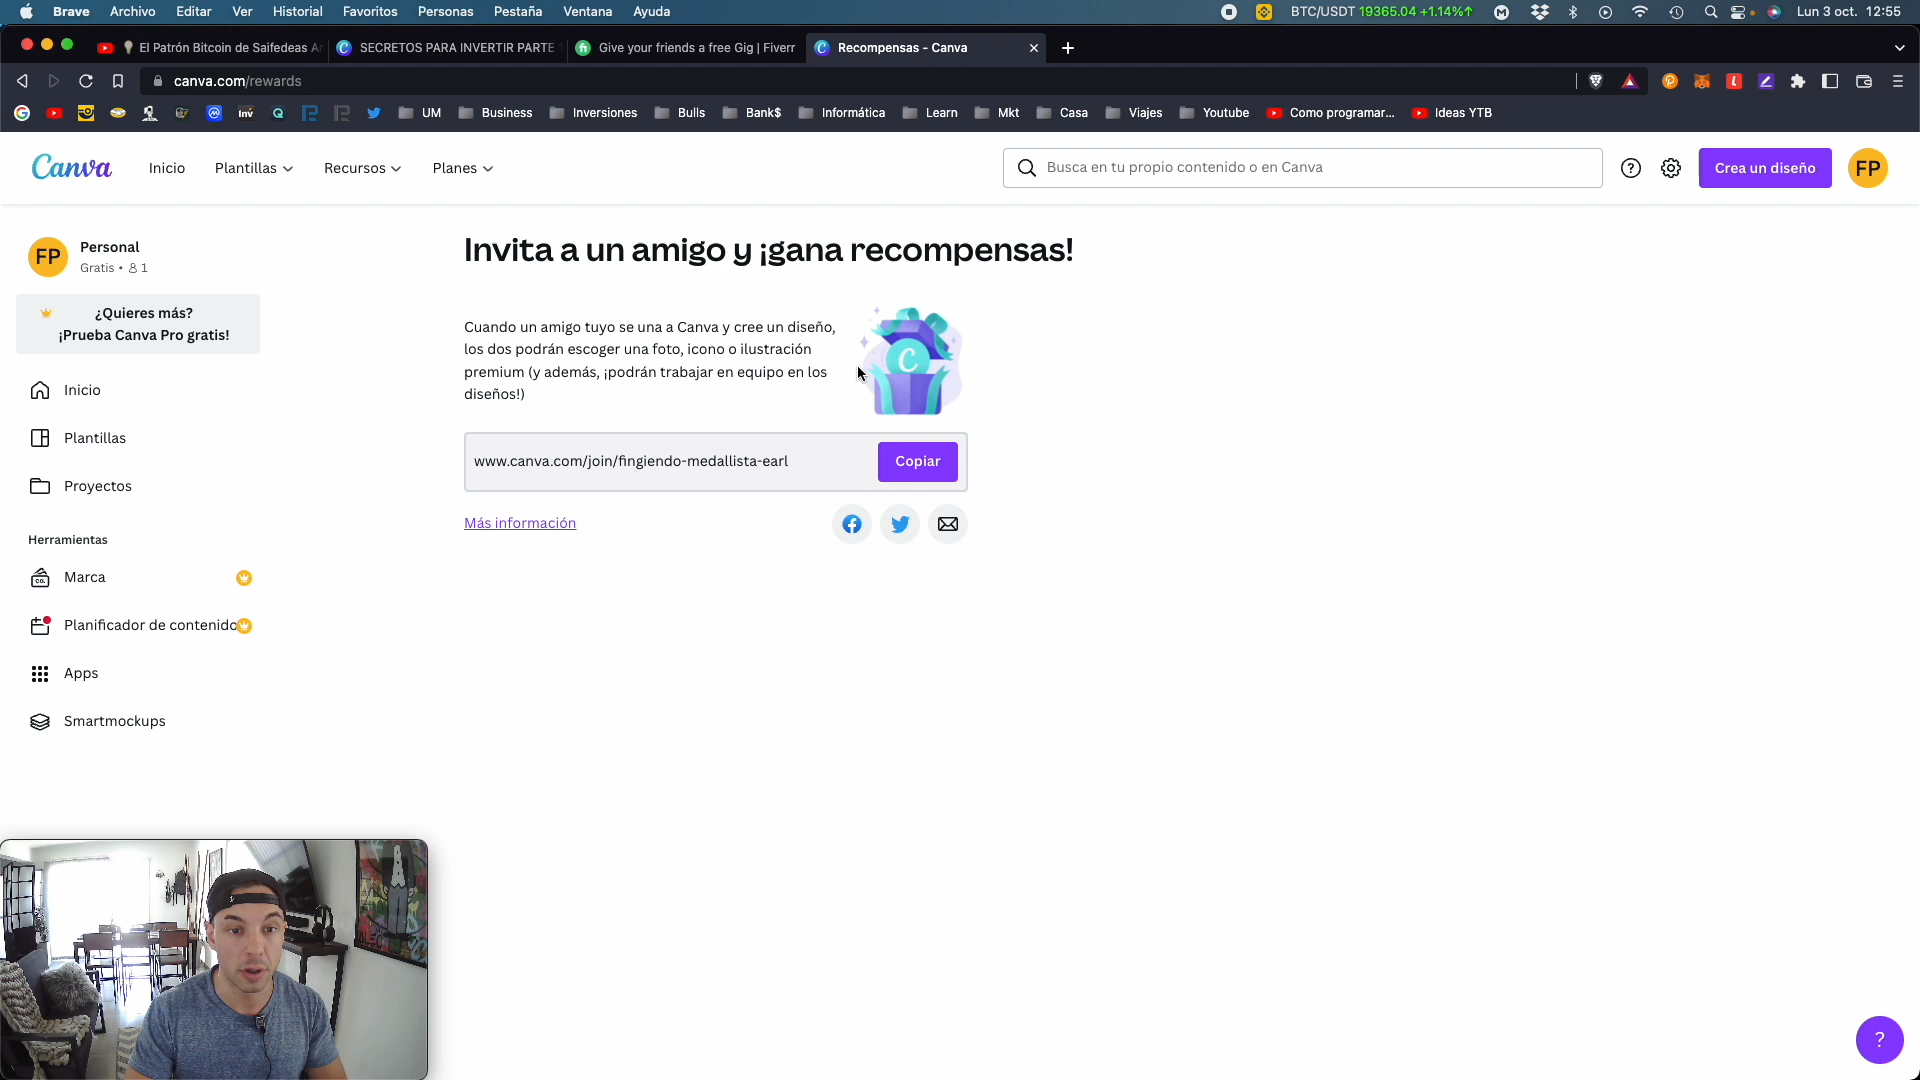 Brave Archivo Editar Ver Historial Favoritos Personas Pestaña Ventana Ayuda BTC/USDT 19365.04 +1.14%↑ Lun 3 oct. 12:55
El Patrón Bitcoin de Saifedeas A SECRETOS PARA INVERTIR PARTE Give your friends a free Gig | Fiverr Recompensas - Canva
canva.com/rewards
UM Business Inversiones Bulls Bank$ Informática Learn Mkt Casa Viajes Youtube Como programar... Ideas YTB
Canva Inicio Plantillas Recursos Planes Busca en tu propio contenido o en Canva Crea un diseño FP
FP Personal
Gratis • 1
¿Quieres más?
¡Prueba Canva Pro gratis!
Inicio
Plantillas
Proyectos
Herramientas
Marca
Planificador de contenido
Apps
Smartmockups
Invita a un amigo y ¡gana recompensas!
Cuando un amigo tuyo se una a Canva y cree un diseño,
los dos podrán escoger una foto, icono o ilustración
premium (y además, ¡podrán trabajar en equipo en los
diseños!)
www.canva.com/join/fingiendo-medallista-earl Copiar
Más información
?